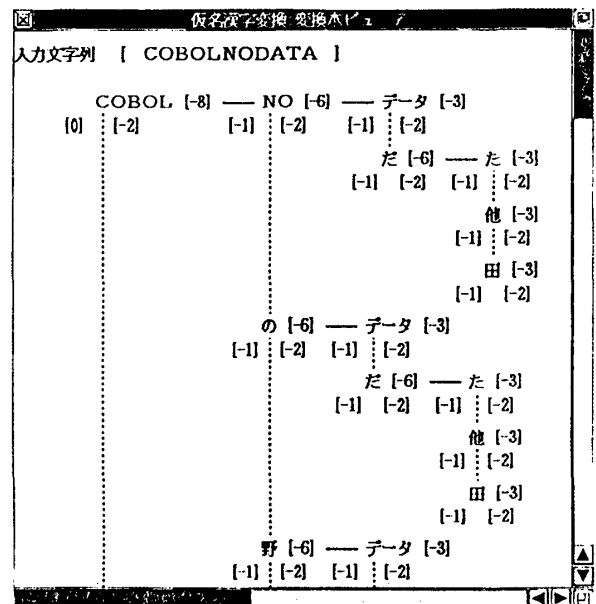 仮名漢字変換 変換木ビュー
入力文字列 [ COBOLNODATA ]
COBOL [-8] NO [-6] データ [-3]
[0] [-2] [-1] [-2] [-1] [-2]
だ [-6] た [-3]
[-1] [-2] [-1] [-2]
他 [-3]
[-1] [-2]
田 [-3]
[-1] [-2]
の [-6] データ [-3]
[-1] [-2] [-1] [-2]
だ [-6] た [-3]
[-1] [-2] [-1] [-2]
他 [-3]
[-1] [-2]
田 [-3]
[-1] [-2]
野 [-6] データ [-3]
[-1] [-2] [-1] [-2]